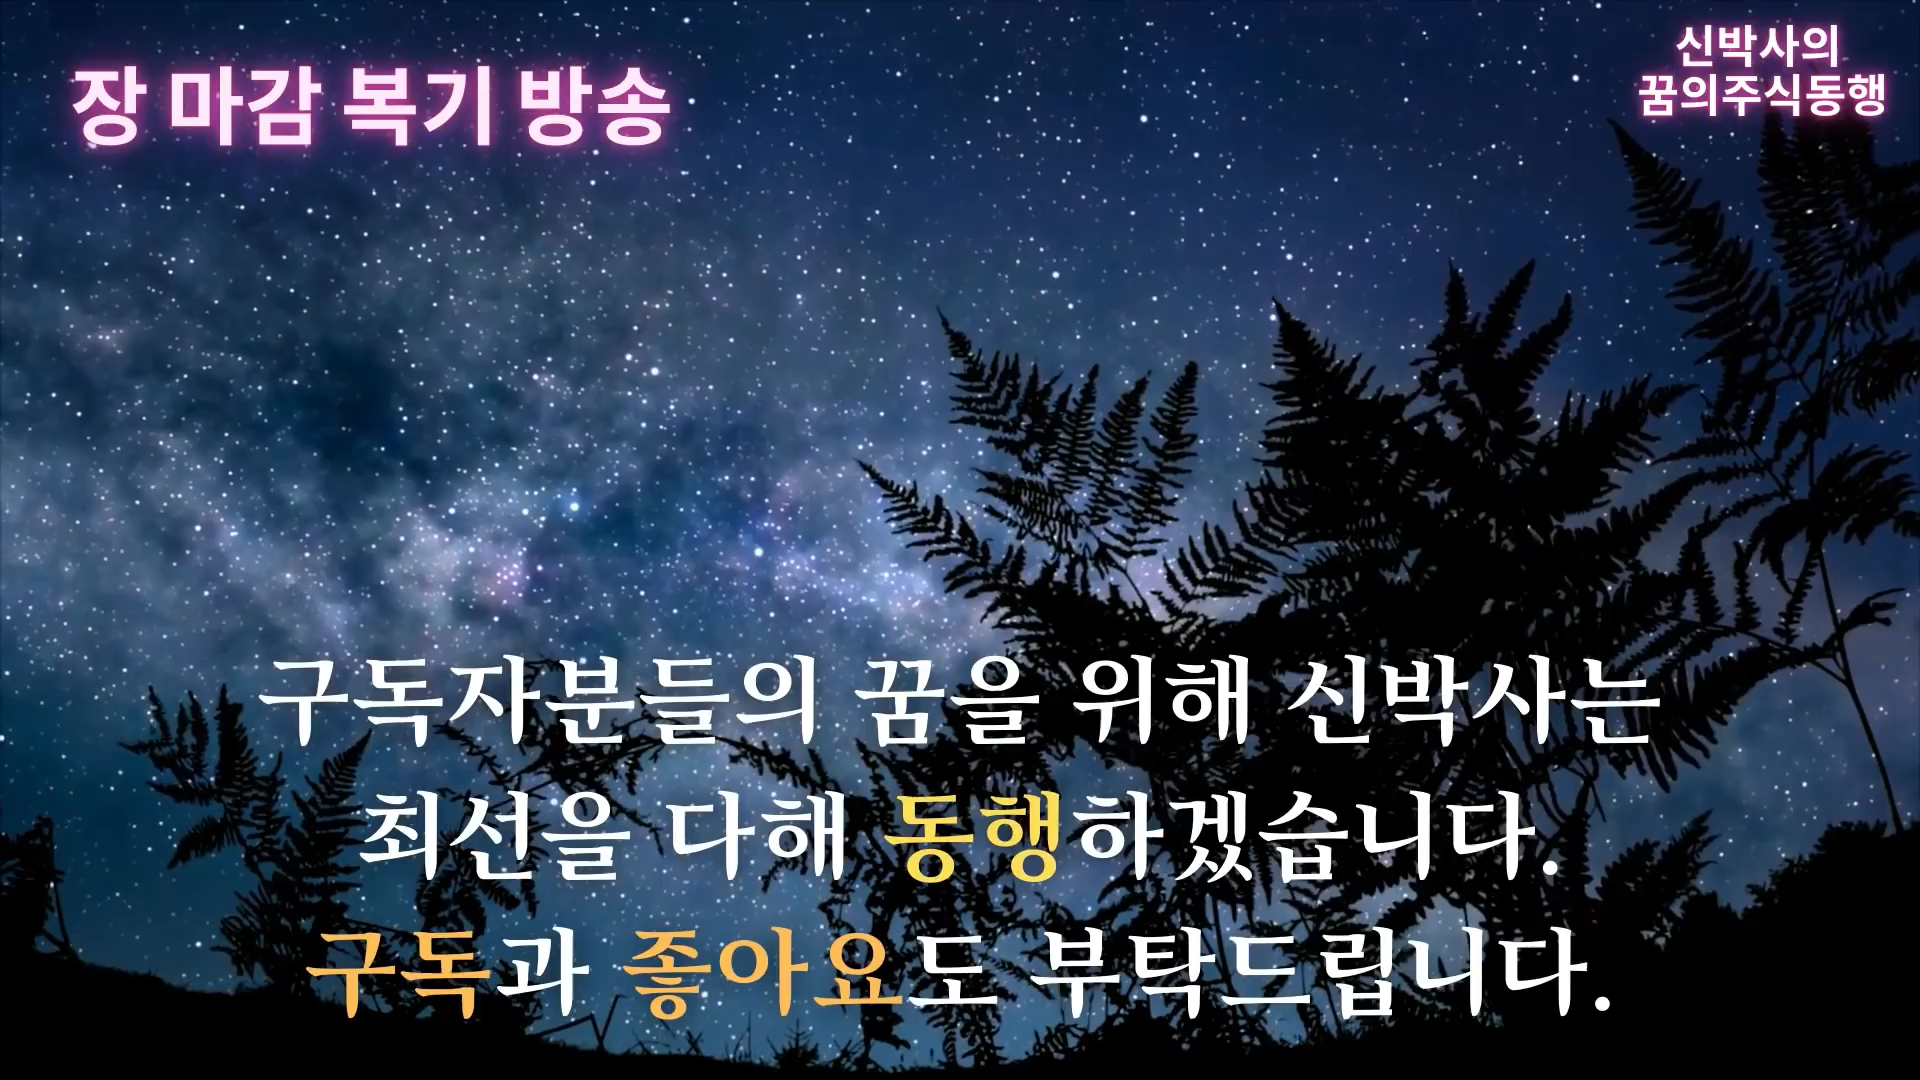 장 마감 복기 방송
신박사의
꿈의주식동행
구독자분들의 꿈을 위해 신박사는
최선을 다해 동행하겠습니다.
구독과 좋아요도 부탁드립니다.